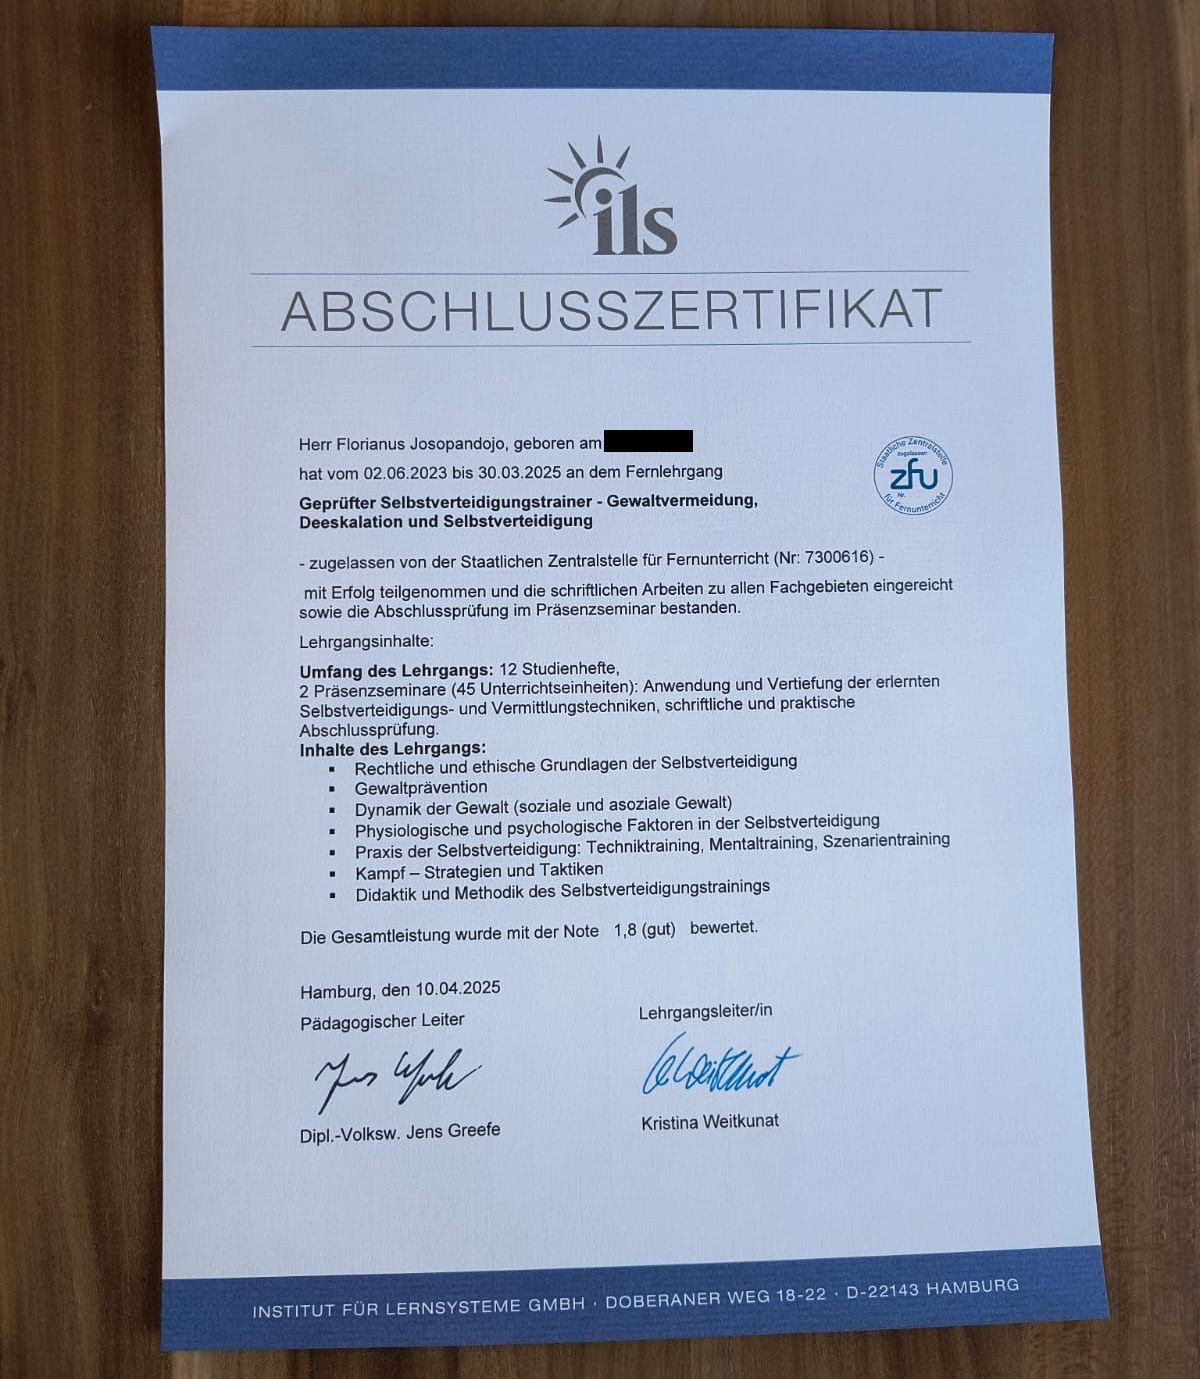 ils
ABSCHLUSSZERTIFIKAT
Herr Florianus Josopandojo, geboren am
hat vom 02.06.2023 bis 30.03.2025 an dem Fernlehrgang
Geprüfter Selbstverteidigungstrainer - Gewaltvermeidung,
Deeskalation und Selbstverteidigung
Staatliche Zentralstelle
zugelassen
zfu
Nr.
für Fernunterricht
- zugelassen von der Staatlichen Zentralstelle für Fernunterricht (Nr: 7300616) -
mit Erfolg teilgenommen und die schriftlichen Arbeiten zu allen Fachgebieten eingereicht
sowie die Abschlussprüfung im Präsenzseminar bestanden.
Lehrgangsinhalte:
Umfang des Lehrgangs: 12 Studienhefte,
2 Präsenzseminare (45 Unterrichtseinheiten): Anwendung und Vertiefung der erlernten
Selbstverteidigungs- und Vermittlungstechniken, schriftliche und praktische
Abschlussprüfung.
Inhalte des Lehrgangs:
▪ Rechtliche und ethische Grundlagen der Selbstverteidigung
▪ Gewaltprävention
▪ Dynamik der Gewalt (soziale und asoziale Gewalt)
▪ Physiologische und psychologische Faktoren in der Selbstverteidigung
▪ Praxis der Selbstverteidigung: Techniktraining, Mentaltraining, Szenarientraining
▪ Kampf – Strategien und Taktiken
▪ Didaktik und Methodik des Selbstverteidigungstrainings
Die Gesamtleistung wurde mit der Note 1,8 (gut) bewertet.
Hamburg, den 10.04.2025
Pädagogischer Leiter
Lehrgangsleiter/in
Dipl.-Volksw. Jens Greefe
Kristina Weitkunat
INSTITUT FÜR LERNSYSTEME GMBH · DOBERANER WEG 18-22 · D-22143 HAMBURG